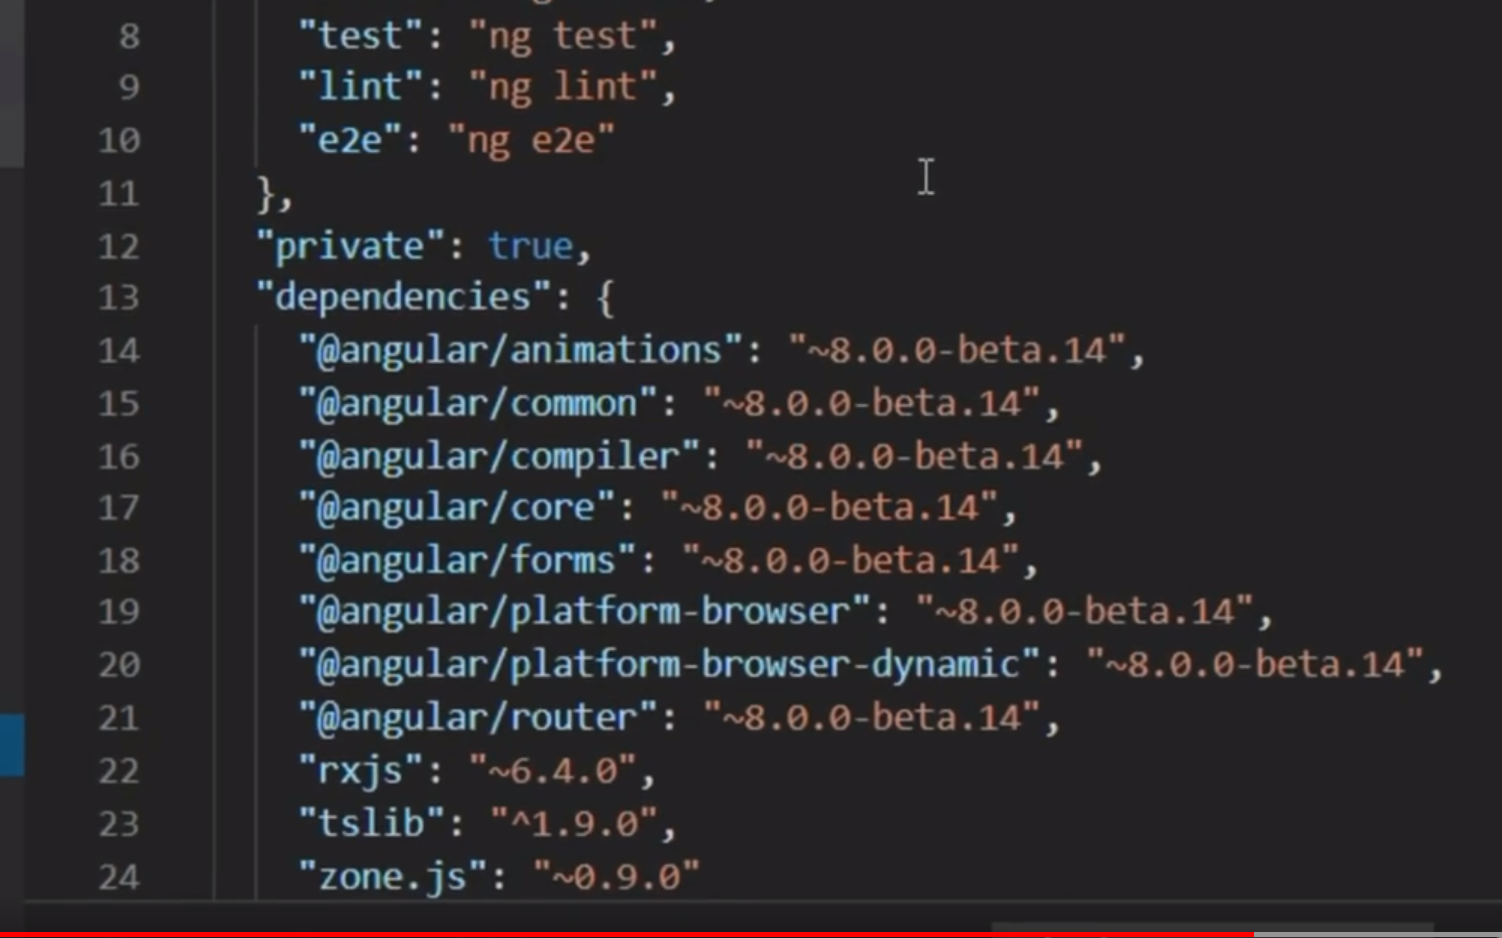 8 "test": "ng test",
9 "lint": "ng lint",
10 "e2e": "ng e2e"
11 },
12 "private": true,
13 "dependencies": {
14 "@angular/animations": "~8.0.0-beta.14",
15 "@angular/common": "~8.0.0-beta.14",
16 "@angular/compiler": "~8.0.0-beta.14",
17 "@angular/core": "~8.0.0-beta.14",
18 "@angular/forms": "~8.0.0-beta.14",
19 "@angular/platform-browser": "~8.0.0-beta.14",
20 "@angular/platform-browser-dynamic": "~8.0.0-beta.14",
21 "@angular/router": "~8.0.0-beta.14",
22 "rxjs": "~6.4.0",
23 "tslib": "^1.9.0",
24 "zone.js": "~0.9.0"